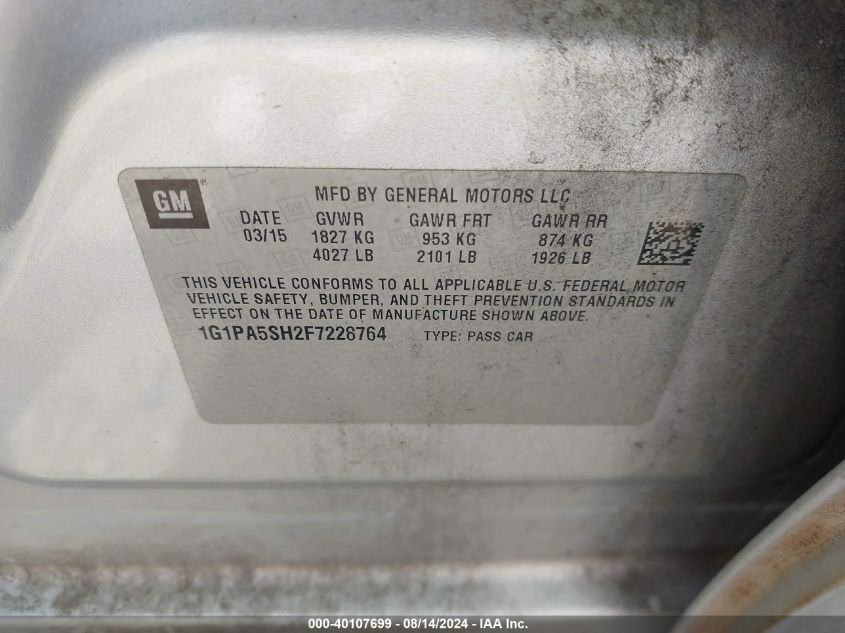 GM
MFD BY GENERAL MOTORS LLC
DATE GVWR GAWR FRT GAWR RR
03/15 1827 KG 953 KG 874 KG
4027 LB 2101 LB 1926 LB
THIS VEHICLE CONFORMS TO ALL APPLICABLE U.S. FEDERAL MOTOR
VEHICLE SAFETY, BUMPER, AND THEFT PREVENTION STANDARDS IN
EFFECT ON THE DATE OF MANUFACTURE SHOWN ABOVE.
1G1PA5SH2F7228764 TYPE: PASS CAR
000-40107699 - 08/14/2024 - IAA Inc.